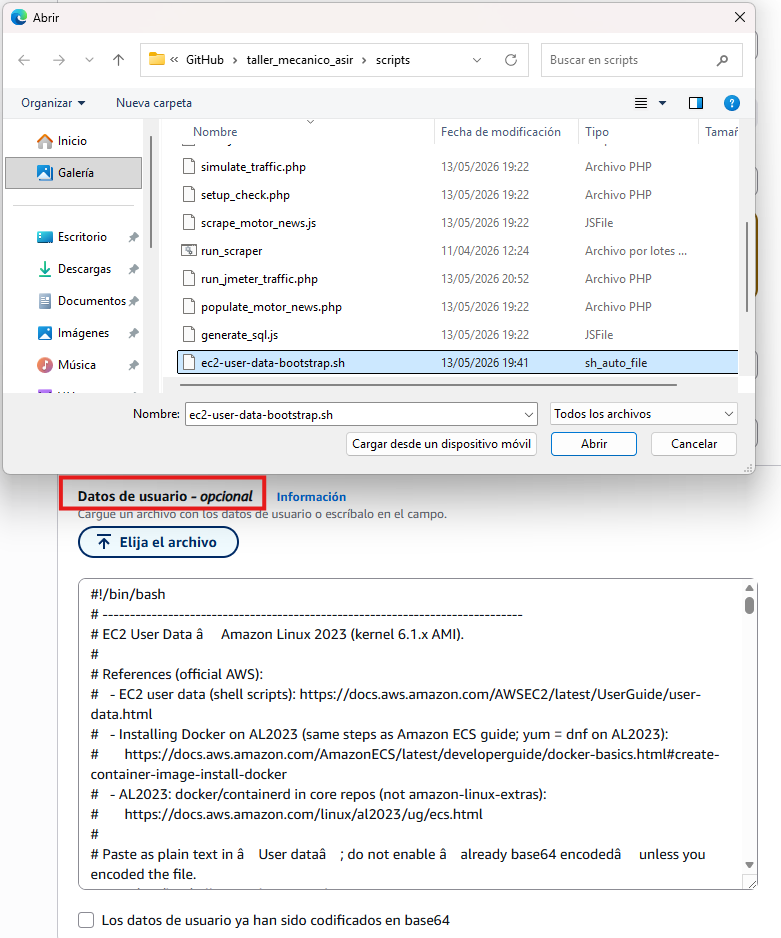 Abrir
« GitHub › taller_mecanico_asir › scripts
Buscar en scripts
Organizar
Nueva carpeta
Inicio
Galería
Escritorio
Descargas
Documentos
Imágenes
Música
Nombre Fecha de modificación Tipo Tamañ
simulate_traffic.php 13/05/2026 19:22 Archivo PHP
setup_check.php 13/05/2026 19:22 Archivo PHP
scrape_motor_news.js 13/05/2026 19:22 JSFile
run_scraper 11/04/2026 12:24 Archivo por lotes ...
run_jmeter_traffic.php 13/05/2026 20:52 Archivo PHP
populate_motor_news.php 13/05/2026 19:22 Archivo PHP
generate_sql.js 13/05/2026 19:22 JSFile
ec2-user-data-bootstrap.sh 13/05/2026 19:41 sh_auto_file
Nombre: ec2-user-data-bootstrap.sh Todos los archivos
Cargar desde un dispositivo móvil Abrir Cancelar
Datos de usuario - opcional Información
Cargue un archivo con los datos de usuario o escríbalo en el campo.
Elija el archivo
#!/bin/bash
# -----------------------------------------------------------------------------
# EC2 User Data â Amazon Linux 2023 (kernel 6.1.x AMI).
#
# References (official AWS):
# - EC2 user data (shell scripts): https://docs.aws.amazon.com/AWSEC2/latest/UserGuide/user-
data.html
# - Installing Docker on AL2023 (same steps as Amazon ECS guide; yum = dnf on AL2023):
# https://docs.aws.amazon.com/AmazonECS/latest/developerguide/docker-basics.html#create-
container-image-install-docker
# - AL2023: docker/containerd in core repos (not amazon-linux-extras):
# https://docs.aws.amazon.com/linux/al2023/ug/ecs.html
#
# Paste as plain text in â User dataâ ; do not enable â already base64 encodedâ unless you
encoded the file.
Los datos de usuario ya han sido codificados en base64